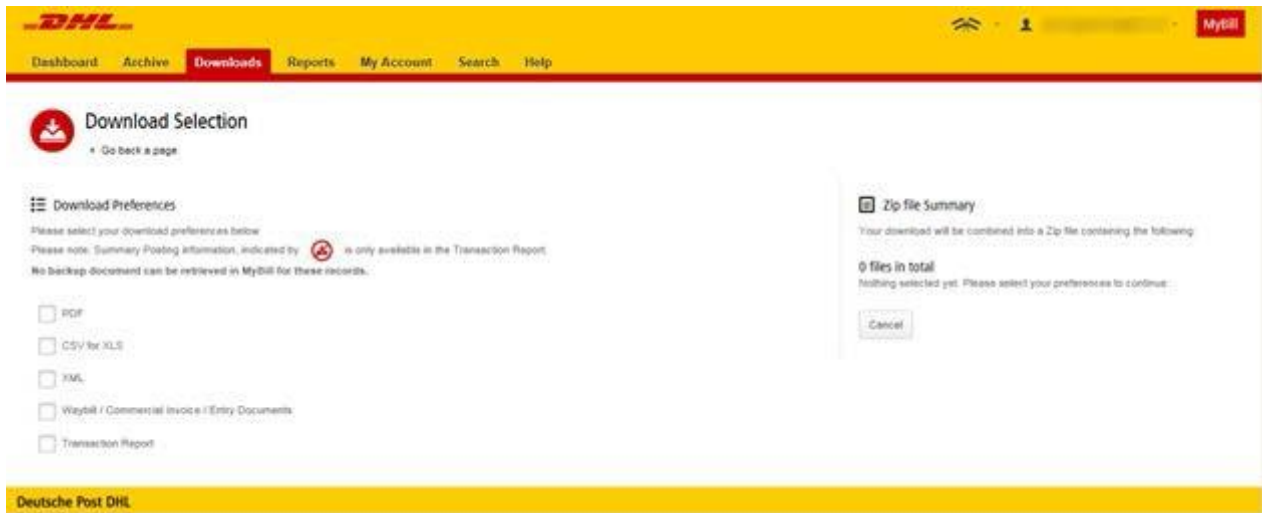 DHL
MyBill
Dashboard Archive Downloads Reports My Account Search Help
Download Selection
Go back a page
Download Preferences
Please select your download preferences below
Please note: Summary Posting information, indicated by is only available in the Transaction Report.
No backup document can be retrieved in MyBill for these records.
PDF
CSV for XLS
XML
Waybill / Commercial Invoice / Entry Documents
Transaction Report
Zip file Summary
Your download will be combined into a Zip file containing the following:
0 files in total
Nothing selected yet. Please select your preferences to continue.
Cancel
Deutsche Post DHL